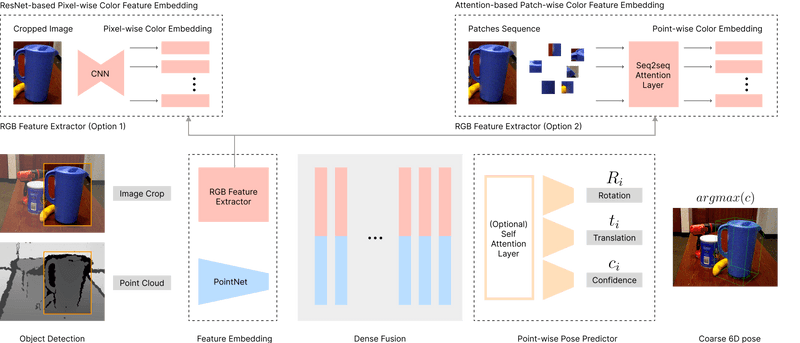 ResNet-based Pixel-wise Color Feature Embedding
Cropped Image
Pixel-wise Color Embedding
CNN
RGB Feature Extractor (Option 1)
Attention-based Patch-wise Color Feature Embedding
Patches Sequence
Point-wise Color Embedding
Seq2seq
Attention
Layer
RGB Feature Extractor (Option 2)
Image Crop
Point Cloud
RGB Feature
Extractor
PointNet
(Optional)
Self
Attention
Layer
R_i
Rotation
t_i
Translation
c_i
Confidence
argmax(c)
Object Detection
Feature Embedding
Dense Fusion
Point-wise Pose Predictor
Coarse 6D pose